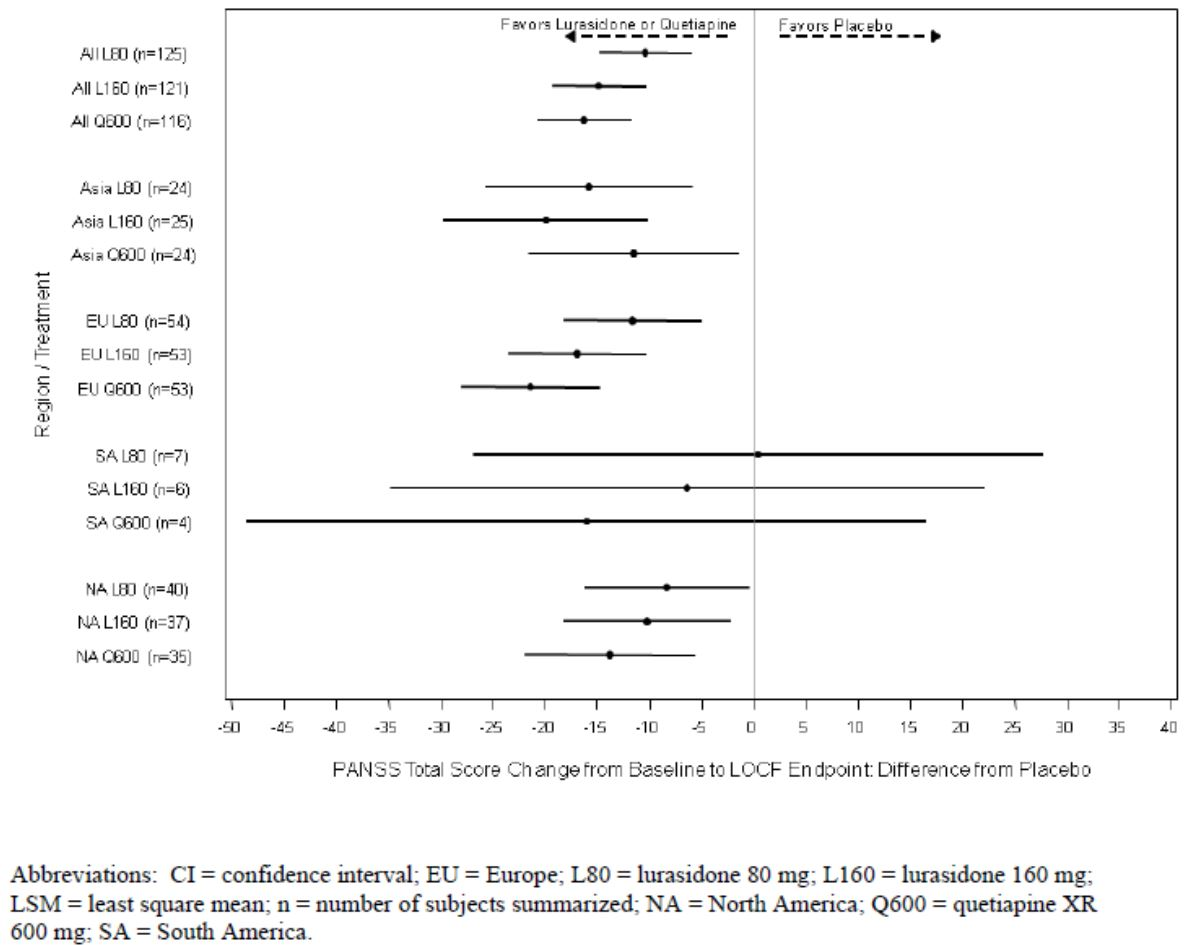 Favors Lurasidone or Quetiapine
Favors Placebo
All L80 (n=125)
All L160 (n=121)
All Q600 (n=116)
Asia L80 (n=24)
Asia L160 (n=25)
Asia Q600 (n=24)
EU L80 (n=54)
EU L160 (n=53)
EU Q600 (n=53)
SA L80 (n=7)
SA L160 (n=6)
SA Q600 (n=4)
NA L80 (n=40)
NA L160 (n=37)
NA Q600 (n=35)
Region / Treatment
-50 -45 -40 -35 -30 -25 -20 -15 -10 -5 0 5 10 15 20 25 30 35 40
PANSS Total Score Change from Baseline to LOCF Endpoint: Difference from Placebo
Abbreviations: CI = confidence interval; EU = Europe; L80 = lurasidone 80 mg; L160 = lurasidone 160 mg;
LSM = least square mean; n = number of subjects summarized; NA = North America; Q600 = quetiapine XR
600 mg; SA = South America.